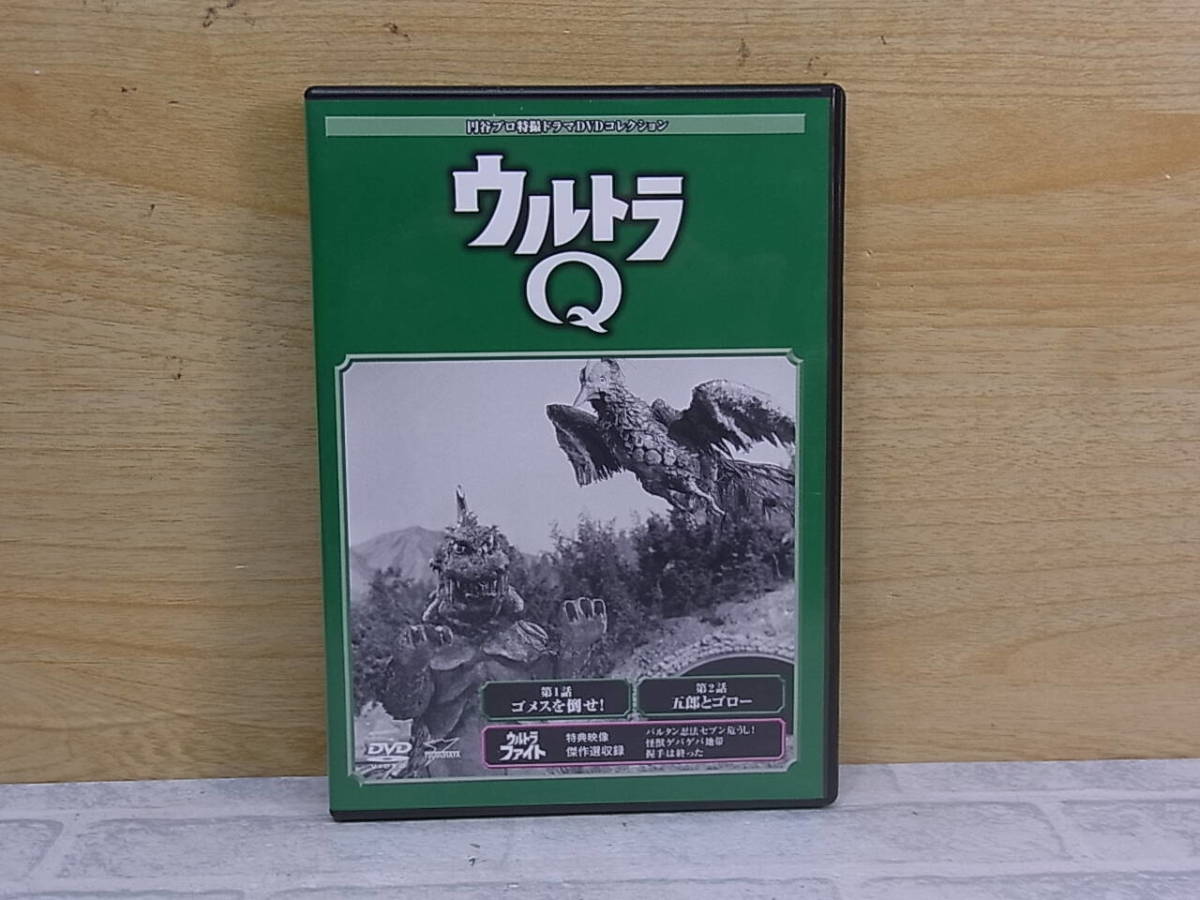 円谷プロ特撮ドラマDVDコレクション
ウルトラ
Q
第1話
ゴメスを倒せ!
第2話
五郎とゴロー
ウルトラ
ファイト
特典映像
傑作選収録
バルタン忍法セブン危うし!
怪獣ゲバゲバ地帯
握手は終った
DVD
VIDEO